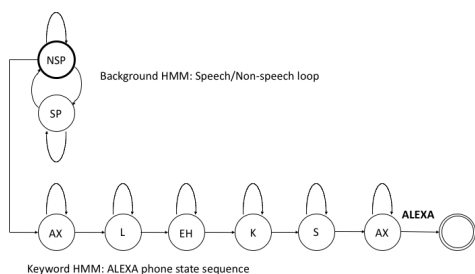 NSP
Background HMM: Speech/Non-speech loop
SP
ALEXA
AX L EH K S AX
Keyword HMM: ALEXA phone state sequence